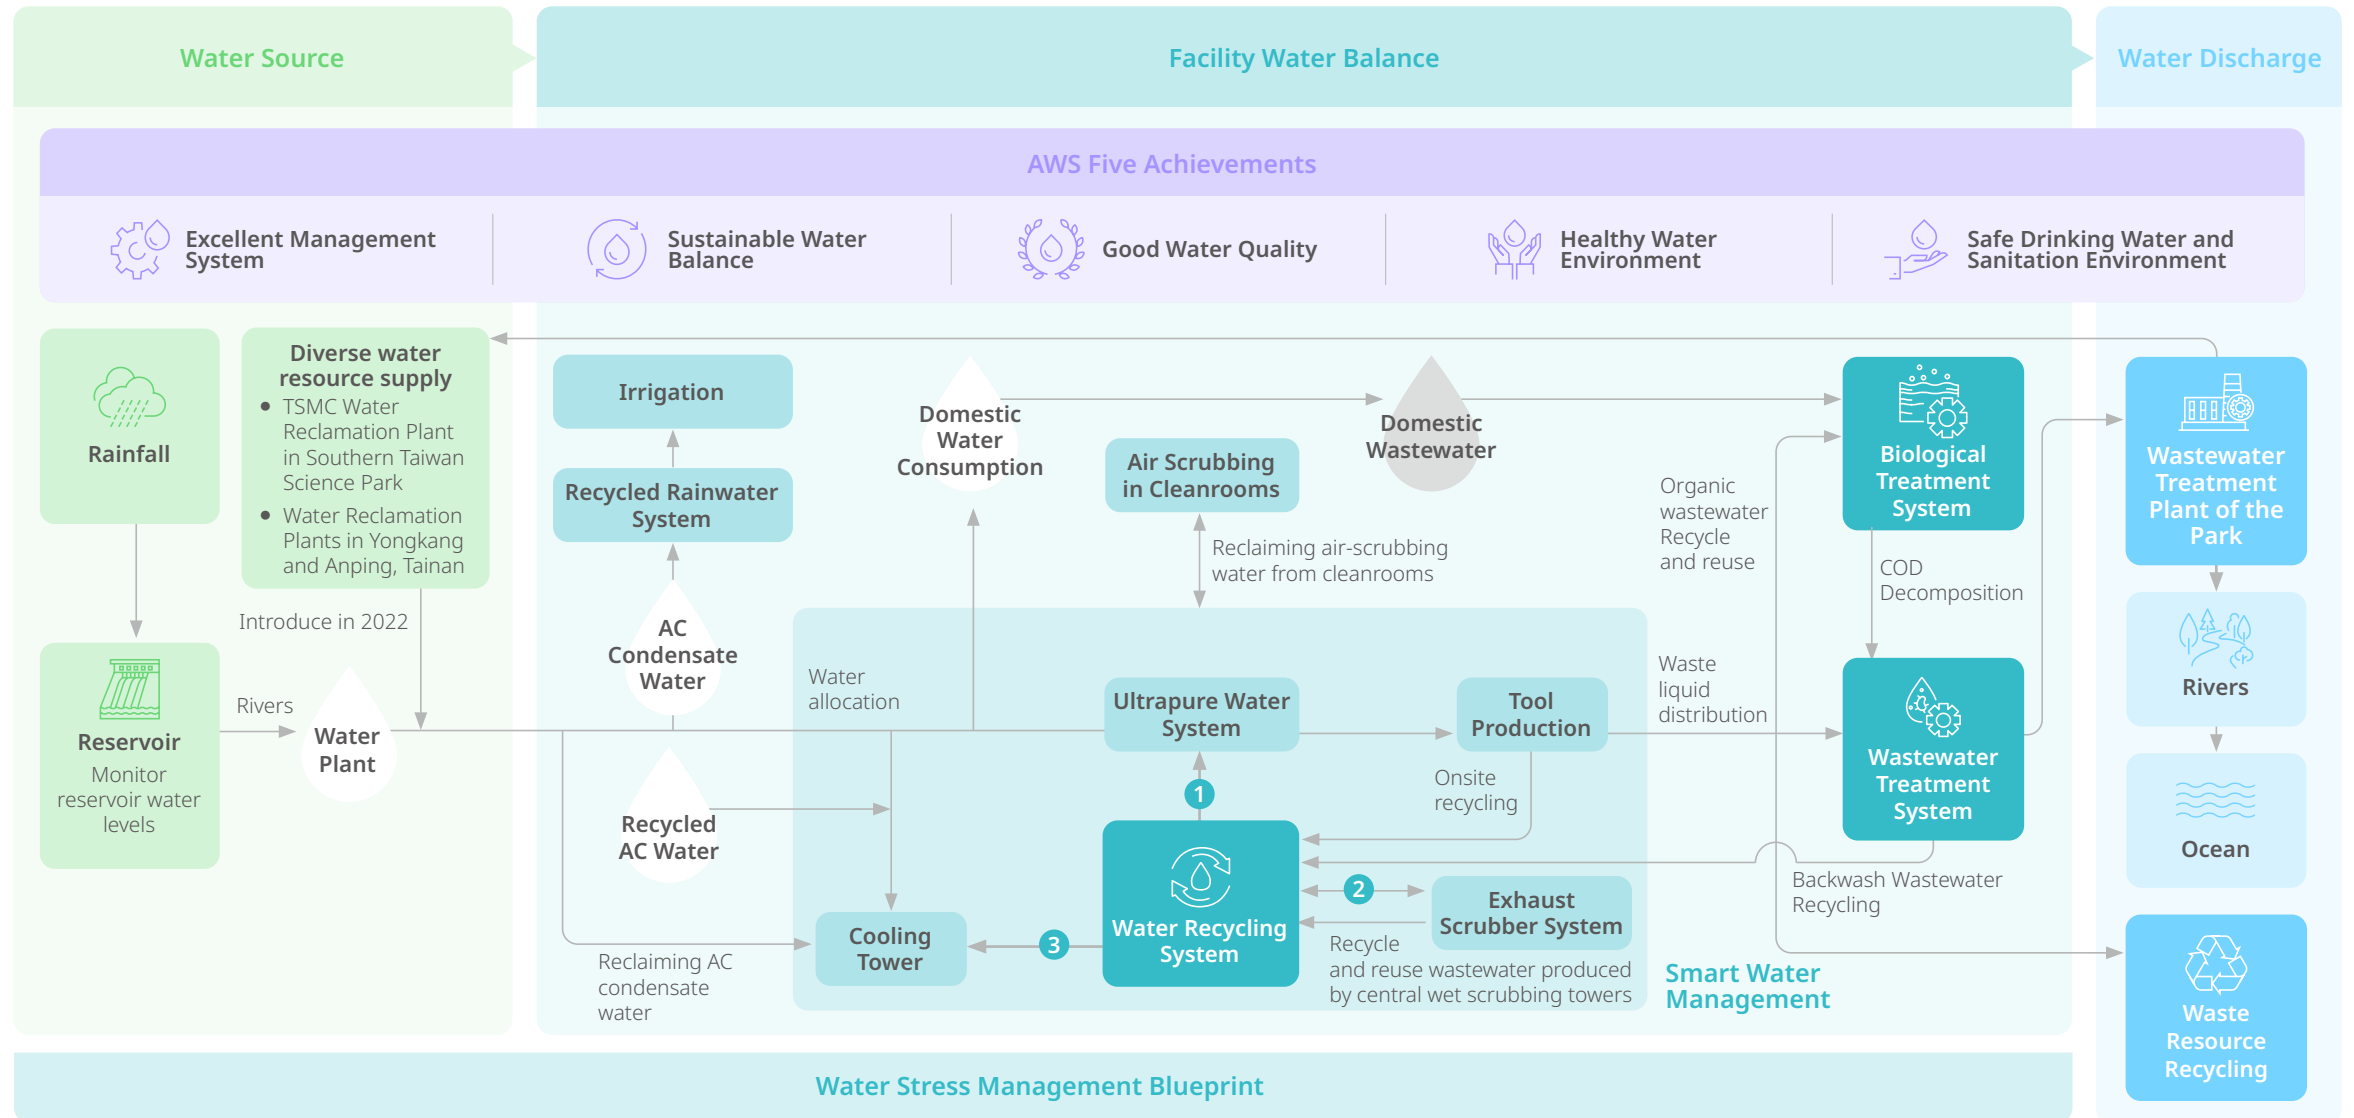 Water Source
Facility Water Balance
Water Discharge
AWS Five Achievements
Excellent Management
System
Sustainable Water
Balance
Good Water Quality
Healthy Water
Environment
Safe Drinking Water and
Sanitation Environment
Rainfall
Diverse water
resource supply
• TSMC Water
Reclamation Plant
in Southern Taiwan
Science Park
• Water Reclamation
Plants in Yongkang
and Anping, Tainan
Introduce in 2022
Reservoir
Monitor
reservoir water
levels
Rivers
Water
Plant
Irrigation
Recycled Rainwater
System
AC
Condensate
Water
Recycled
AC Water
Reclaiming AC
condensate
water
Domestic
Water
Consumption
Domestic
Wastewater
Air Scrubbing
in Cleanrooms
Reclaiming air-scrubbing
water from cleanrooms
Water
allocation
Ultrapure Water
System
Tool
Production
Onsite
recycling
1
Water Recycling
System
2
Exhaust
Scrubber System
Recycle
and reuse wastewater produced
by central wet scrubbing towers
3
Cooling
Tower
Smart Water
Management
Organic
wastewater
Recycle
and reuse
Waste
liquid
distribution
Biological
Treatment
System
COD
Decomposition
Wastewater
Treatment
System
Backwash Wastewater
Recycling
Wastewater
Treatment
Plant of the
Park
Rivers
Ocean
Waste
Resource
Recycling
Water Stress Management Blueprint